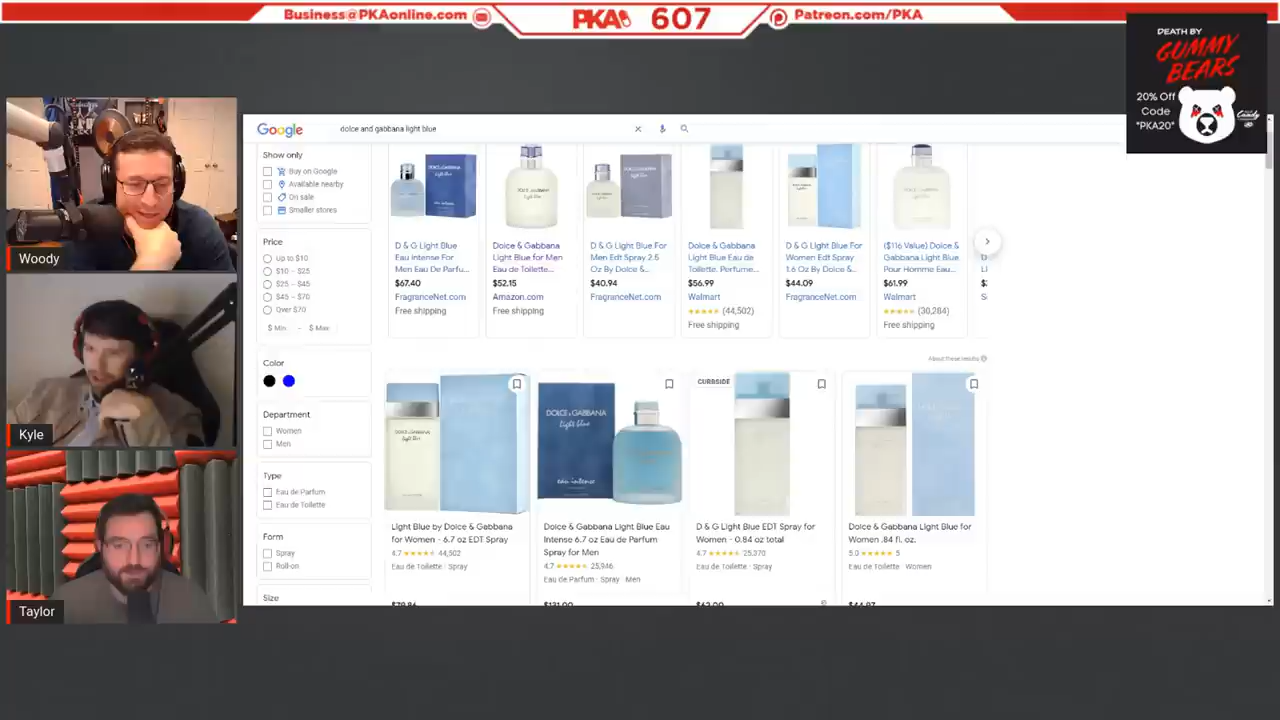 Business@PKAonline.com
PKA 607
Patreon.com/PKA
DEATH BY
GUMMY
BEARS
20% Off
Code
"PKA20"
Woody
Kyle
Taylor
Google
dolce and gabbana light blue
Show only
Buy on Google
Available nearby
On sale
Smaller stores
Price
Up to $10
$10 – $25
$25 – $45
$45 – $70
Over $70
$ Min – $ Max
Color
Department
Women
Men
Type
Eau de Parfum
Eau de Toilette
Form
Spray
Roll-on
Size
D & G Light Blue
Eau Intense For
Men Eau De Parfu...
$67.40
FragranceNet.com
Free shipping
Dolce & Gabbana
Light Blue for Men
Eau de Toilette...
$52.15
Amazon.com
Free shipping
D & G Light Blue For
Men Edt Spray 2.5
Oz By Dolce &...
$40.94
FragranceNet.com
Dolce & Gabbana
Light Blue Eau de
Toilette, Perfume...
$56.99
Walmart
(44,502)
Free shipping
D & G Light Blue For
Women Edt Spray
1.6 Oz By Dolce &...
$44.09
FragranceNet.com
($116 Value) Dolce &
Gabbana Light Blue
Pour Homme Eau...
$61.99
Walmart
(30,284)
Free shipping
About these results
CURBSIDE
DOLCE & GABBANA
light blue
eau intense
Light Blue by Dolce & Gabbana
for Women - 6.7 oz EDT Spray
4.7 44,502
Eau de Toilette · Spray
Dolce & Gabbana Light Blue Eau
Intense 6.7 oz Eau de Parfum
Spray for Men
4.7 25,946
Eau de Parfum · Spray · Men
D & G Light Blue EDT Spray for
Women - 0.84 oz total
4.7 25,370
Eau de Toilette · Spray
Dolce & Gabbana Light Blue for
Women .84 fl. oz.
5.0 5
Eau de Toilette · Women